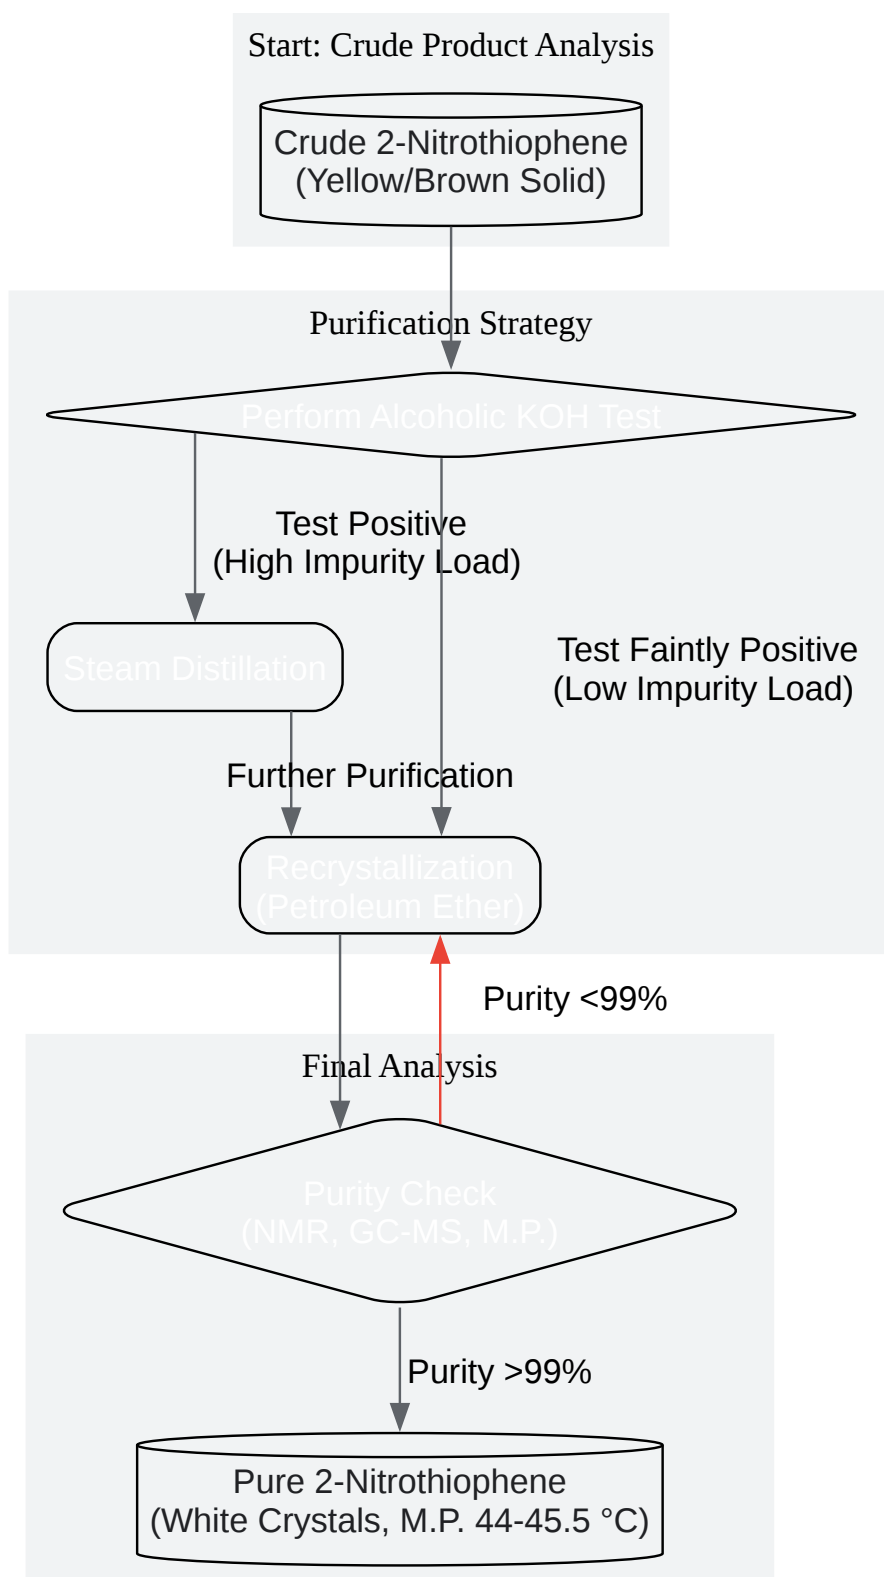 Start: Crude Product Analysis
Crude 2-Nitrothiophene
(Yellow/Brown Solid)
Purification Strategy
Perform Alcoholic KOH Test
Test Positive
(High Impurity Load)
Steam Distillation
Test Faintly Positive
(Low Impurity Load)
Further Purification
Recrystallization
(Petroleum Ether)
Purity <99%
Final Analysis
Purity Check
(NMR, GC-MS, M.P.)
Purity >99%
Pure 2-Nitrothiophene
(White Crystals, M.P. 44-45.5 °C)